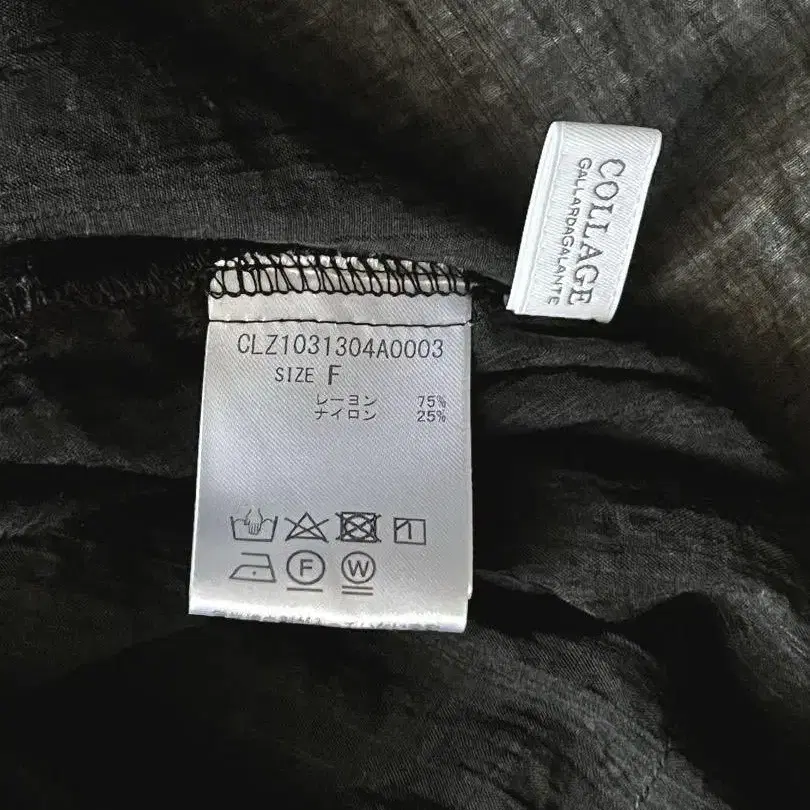 COLLAGE
GALLARDAGALANTE
CLZ1031304A0003
SIZE F
レーヨン 75%
ナイロン 25%
F W